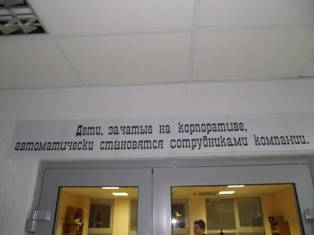 Дети, зачатые на корпоративе,
автоматически становятся сотрудниками компании.